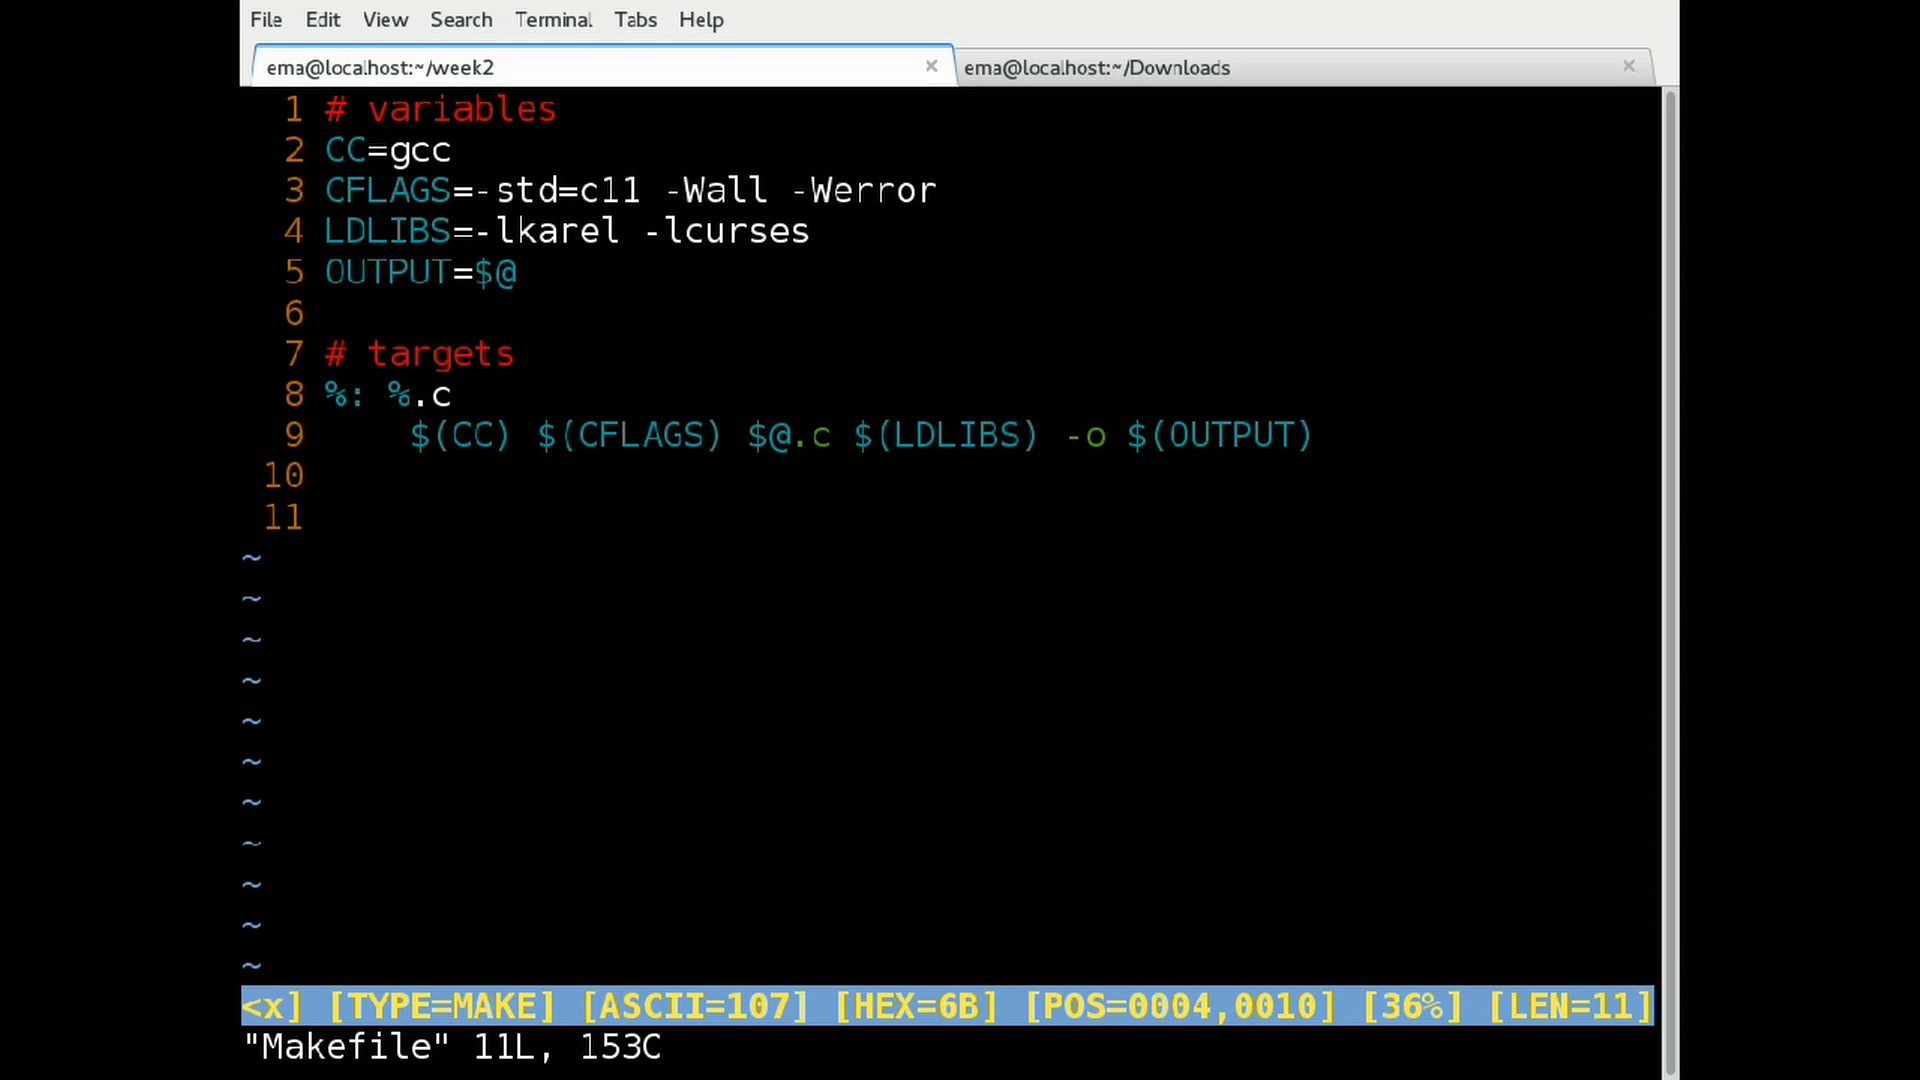 File Edit View Search Terminal Tabs Help
ema@localhost:~/week2 × ema@localhost:~/Downloads ×
1 # variables
2 CC=gcc
3 CFLAGS=-std=c11 -Wall -Werror
4 LDLIBS=-lkarel -lcurses
5 OUTPUT=$@
6
7 # targets
8 %: %.c
9     $(CC) $(CFLAGS) $@.c $(LDLIBS) -o $(OUTPUT)
10
11
~
~
~
~
~
~
~
~
~
~
~
<x] [TYPE=MAKE] [ASCII=107] [HEX=6B] [POS=0004,0010] [36%] [LEN=11]
"Makefile" 11L, 153C